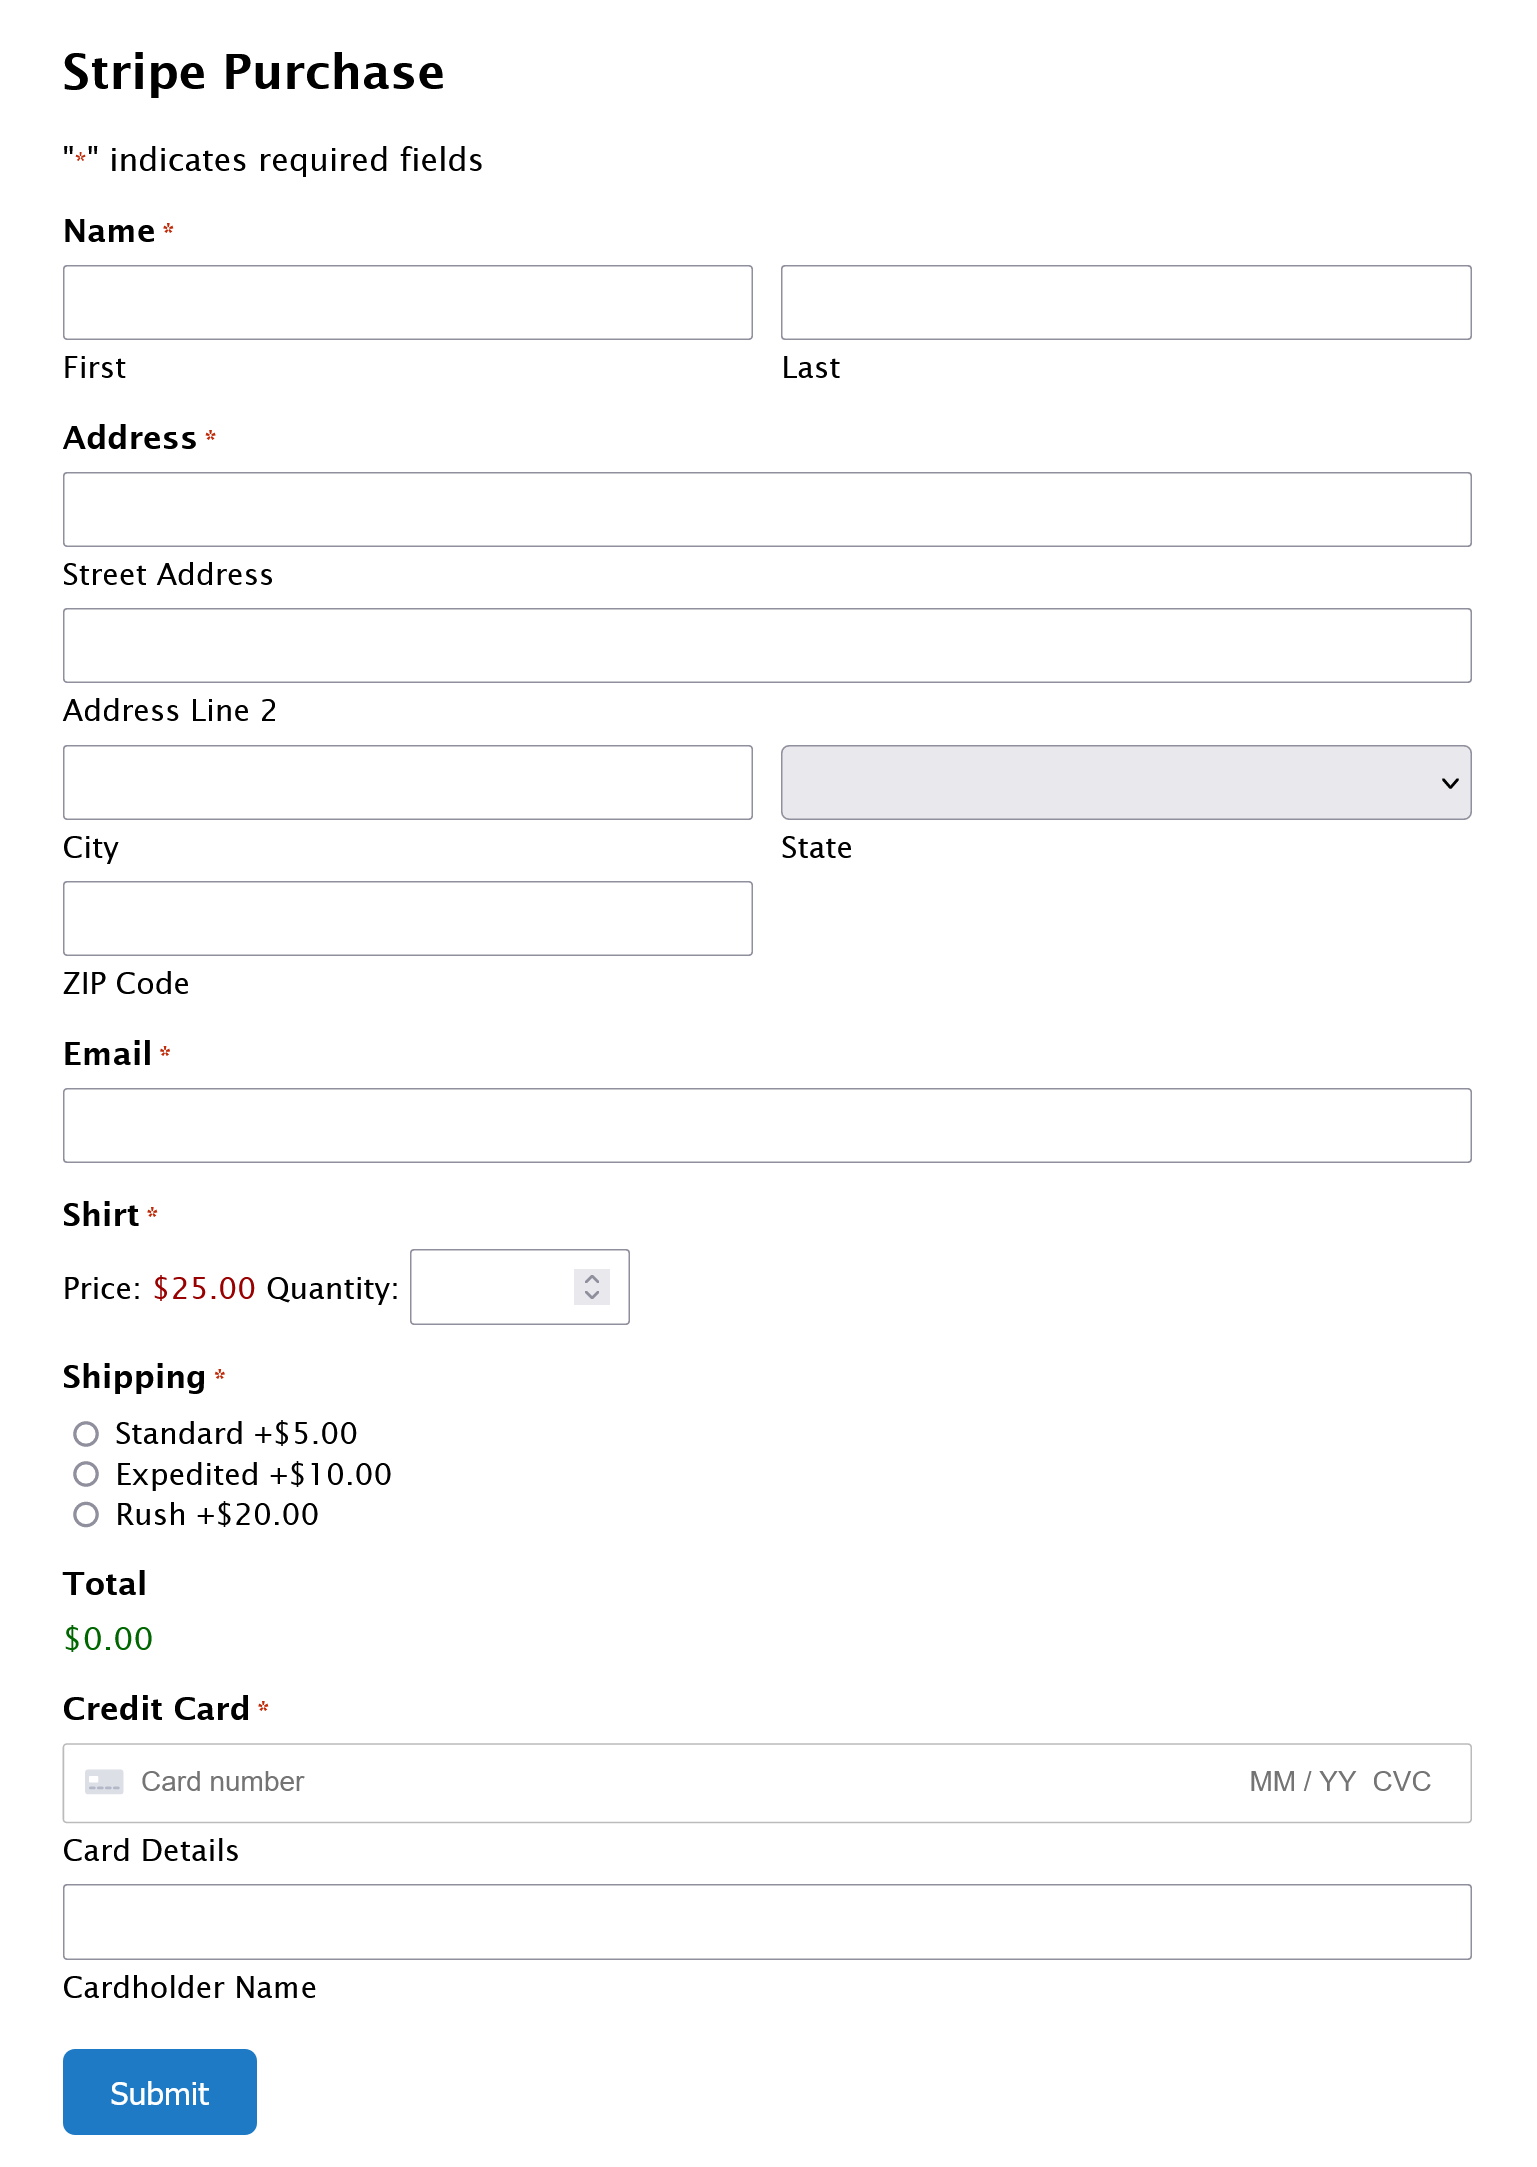 Stripe Purchase
"*" indicates required fields
Name *
First Last
Address *
Street Address
Address Line 2
City State
ZIP Code
Email *
Shirt *
Price: $25.00 Quantity:
Shipping *
Standard +$5.00
Expedited +$10.00
Rush +$20.00
Total
$0.00
Credit Card *
Card number MM / YY CVC
Card Details
Cardholder Name
Submit